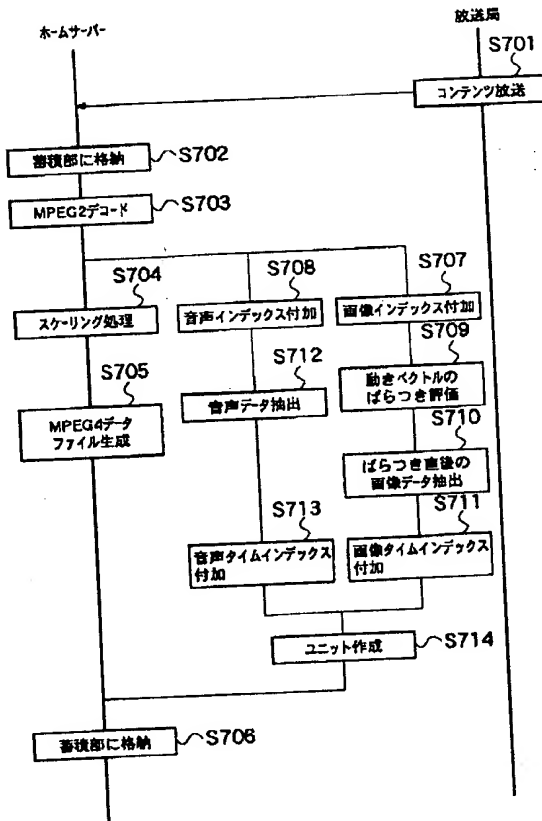 ホームサーバー
放送局
S701
コンテンツ放送
蓄積部に格納
S702
MPEG2デコード
S703
S704
S708
S707
スケーリング処理
音声インデックス付加
画像インデックス付加
S712
S709
音声データ抽出
動きベクトルの
ばらつき評価
S705
MPEG4データ
ファイル生成
S710
ばらつき直後の
画像データ抽出
S713
S711
音声タイムインデックス
付加
画像タイムインデックス
付加
ユニット作成
S714
蓄積部に格納
S706